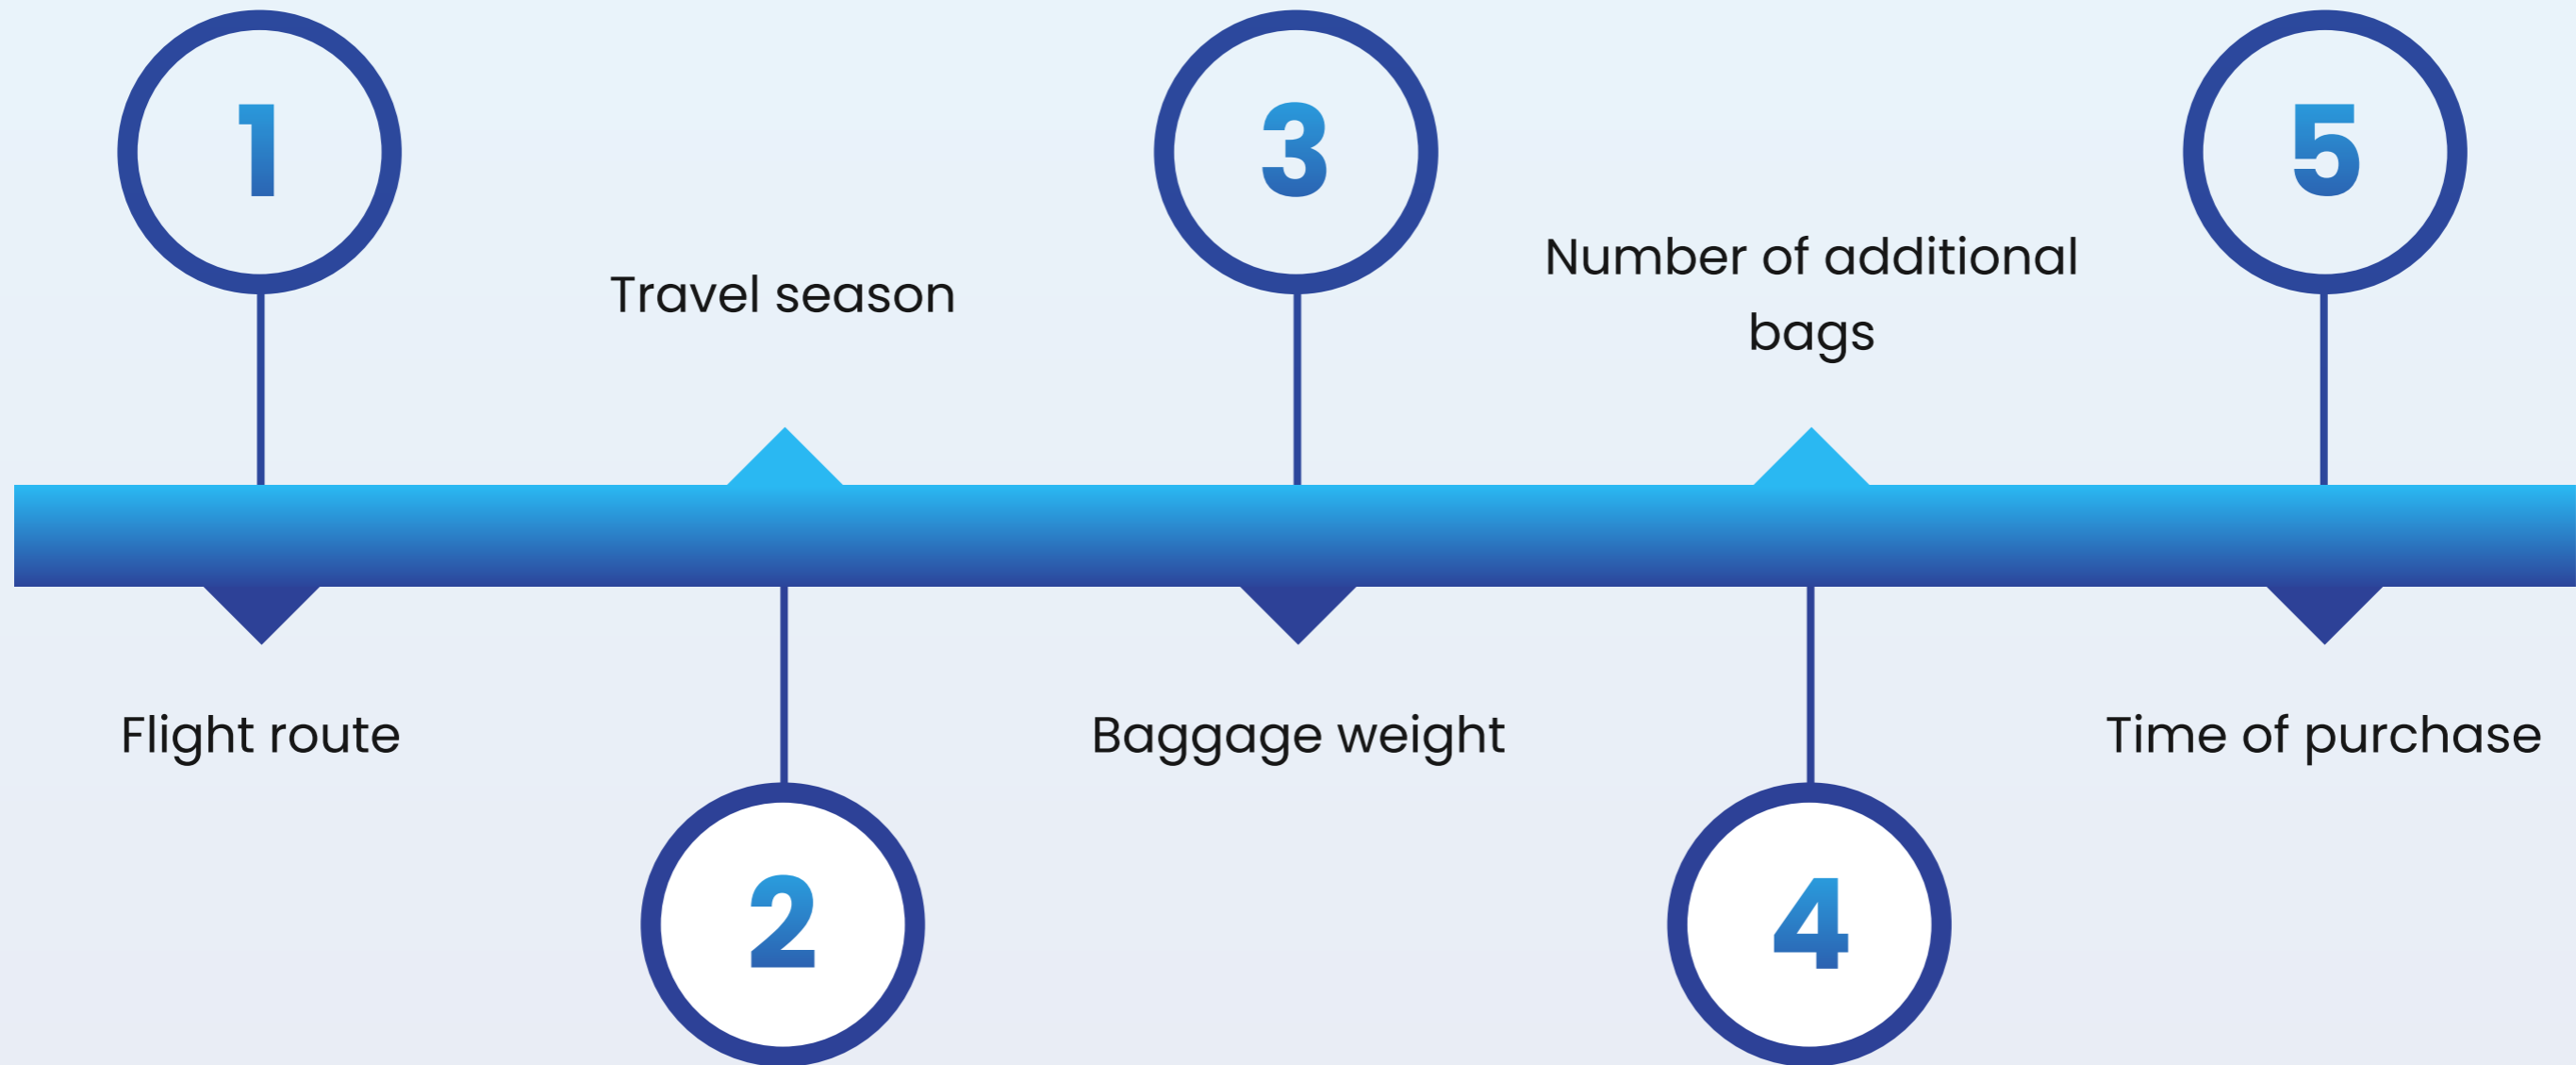 1
Flight route
2
Travel season
3
Baggage weight
4
Number of additional
bags
5
Time of purchase